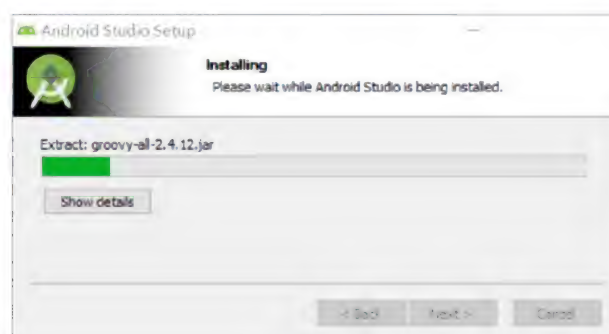 Android Studio Setup
Installing
Please wait while Android Studio is being installed.
Extract: groovy-all-2.4.12.jar
Show details
< Back
Next >
Cancel